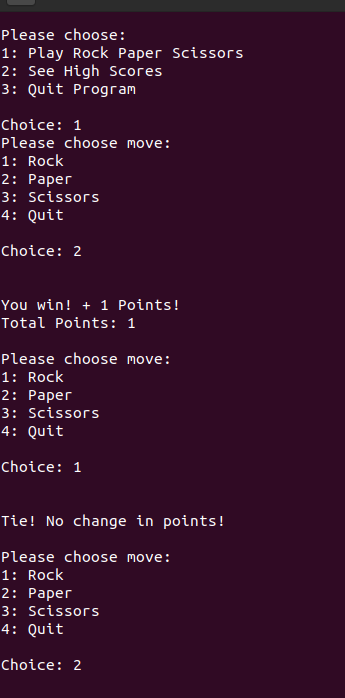 Please choose:
1: Play Rock Paper Scissors
2: See High Scores
3: Quit Program
Choice: 1
Please choose move:
1: Rock
2: Paper
3: Scissors
4: Quit
Choice: 2
You win! + 1 Points!
Total Points: 1
Please choose move:
1: Rock
2: Paper
3: Scissors
4: Quit
Choice: 1
Tie! No change in points!
Please choose move:
1: Rock
2: Paper
3: Scissors
4: Quit
Choice: 2